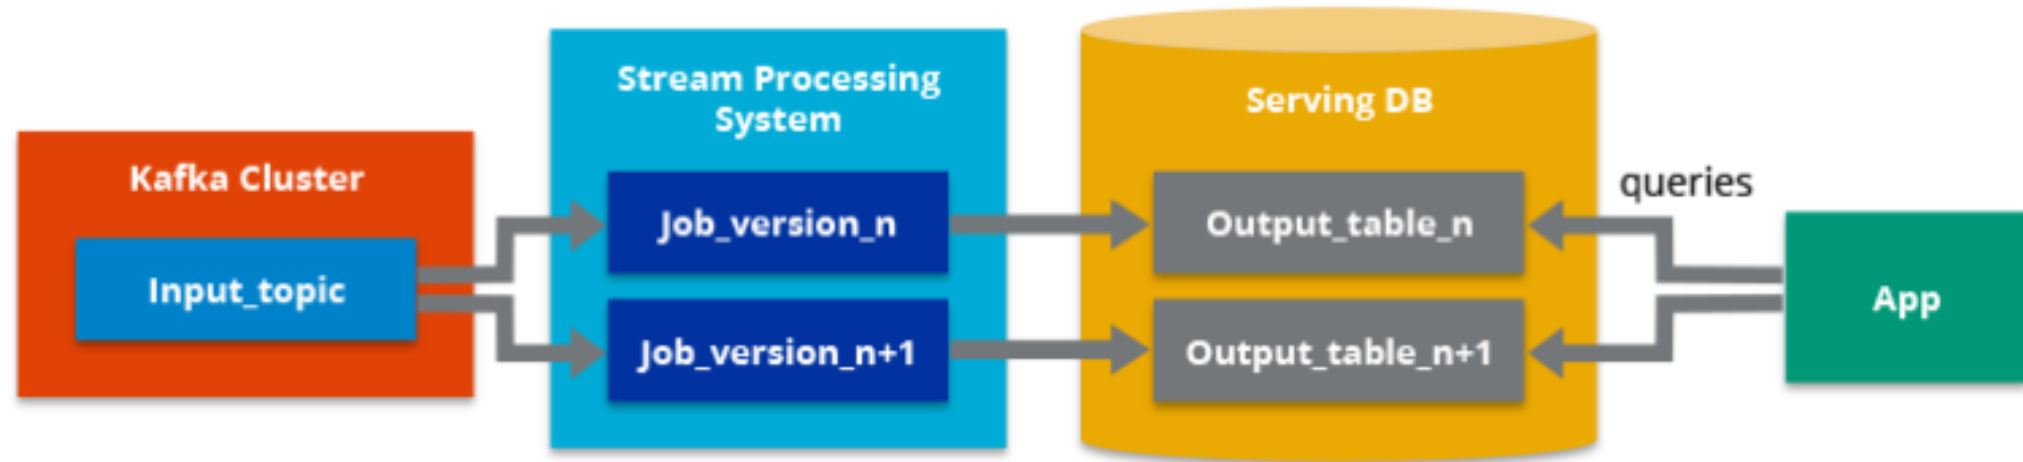 Kafka Cluster
Input_topic
Stream Processing
System
Job_version_n
Job_version_n+1
Serving DB
Output_table_n
Output_table_n+1
queries
App